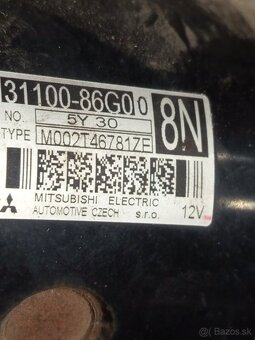 31100-86G00
NO. 5Y 30
8N
TYPE M002T46781ZE
MITSUBISHI ELECTRIC
AUTOMOTIVE CZECH s.r.o. 12V
Bazos.sk